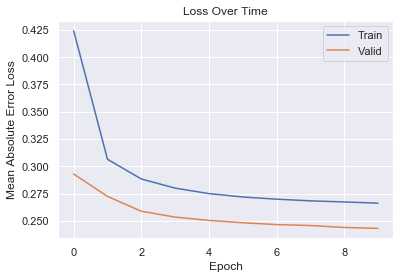 Loss Over Time
Mean Absolute Error Loss
0.425
0.400
0.375
0.350
0.325
0.300
0.275
0.250
Train
Valid
0 2 4 6 8
Epoch